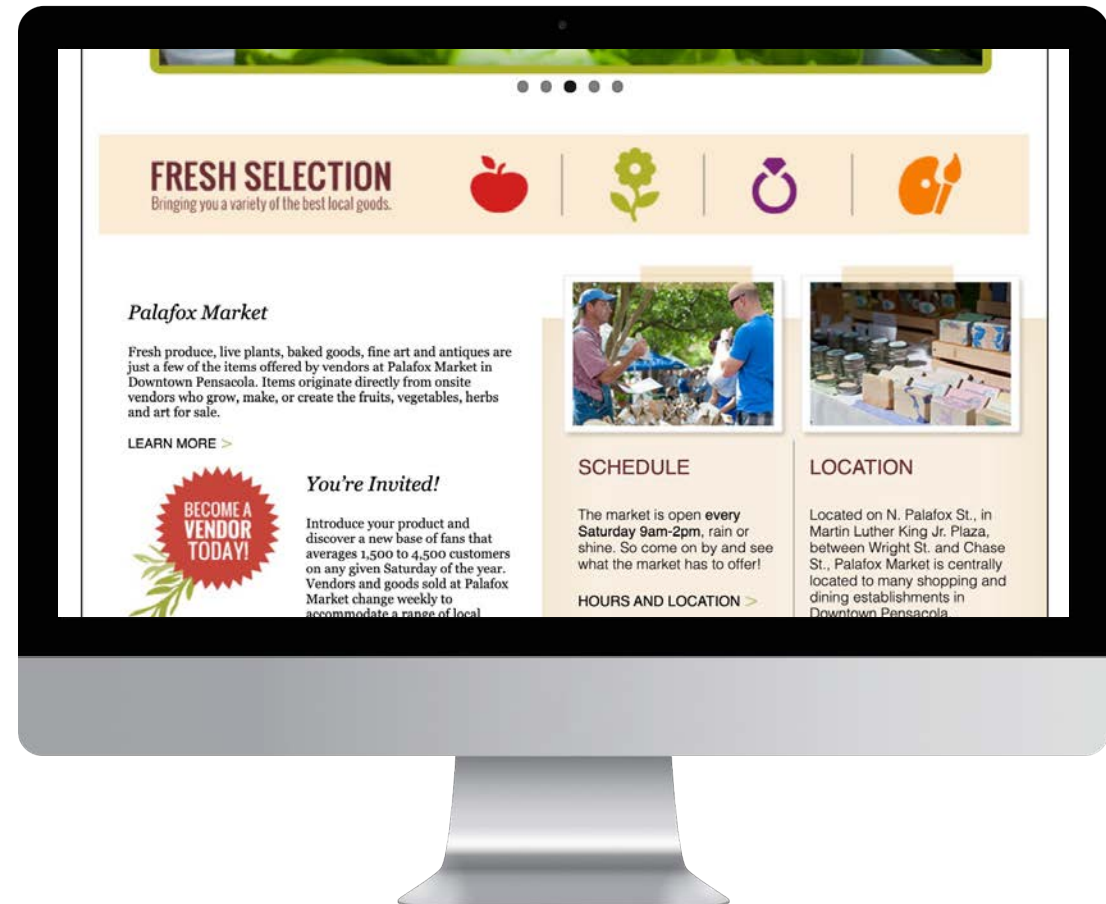 FRESH SELECTION
Bringing you a variety of the best local goods.
Palafox Market
Fresh produce, live plants, baked goods, fine art and antiques are
just a few of the items offered by vendors at Palafox Market in
Downtown Pensacola. Items originate directly from onsite
vendors who grow, make, or create the fruits, vegetables, herbs
and art for sale.
LEARN MORE >
BECOME A
VENDOR
TODAY!
You're Invited!
Introduce your product and
discover a new base of fans that
averages 1,500 to 4,500 customers
on any given Saturday of the year.
Vendors and goods sold at Palafox
Market change weekly to
accommodate a range of local
SCHEDULE
The market is open every
Saturday 9am-2pm, rain or
shine. So come on by and see
what the market has to offer!
HOURS AND LOCATION >
LOCATION
Located on N. Palafox St., in
Martin Luther King Jr. Plaza,
between Wright St. and Chase
St., Palafox Market is centrally
located to many shopping and
dining establishments in
Downtown Pensacola